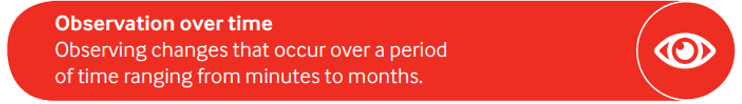 Observation over time
Observing changes that occur over a period
of time ranging from minutes to months.